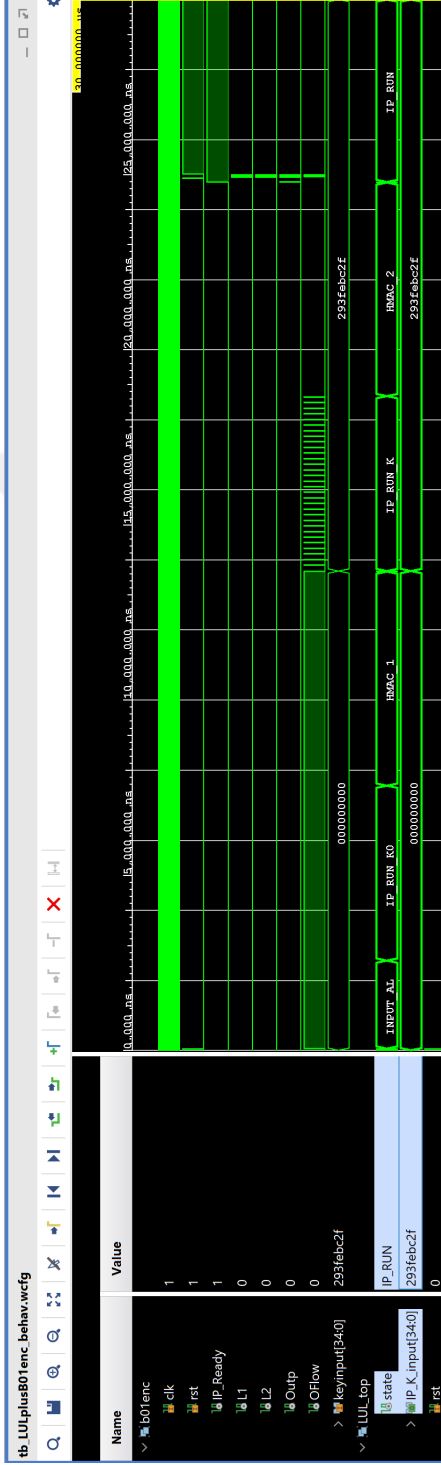 tb_LULplusB01enc_behav.wcfg
Name Value
30.000000 us
0.000 ns 5,000.000 ns 10,000.000 ns 15,000.000 ns 20,000.000 ns 25,000.000 ns
b01enc
clk 1
rst 1
IP_Ready 1
L1 0
L2 0
Outp 0
OFlow 0
keyinput[34:0] 293febc2f 000000000 293febc2f
LUL_top
state IP_RUN INPUT_AL IP_RUN_K0 HMAC_1 IP_RUN_K HMAC_2 IP_RUN
IP_K_input[34:0] 293febc2f 000000000 293febc2f
rst 0